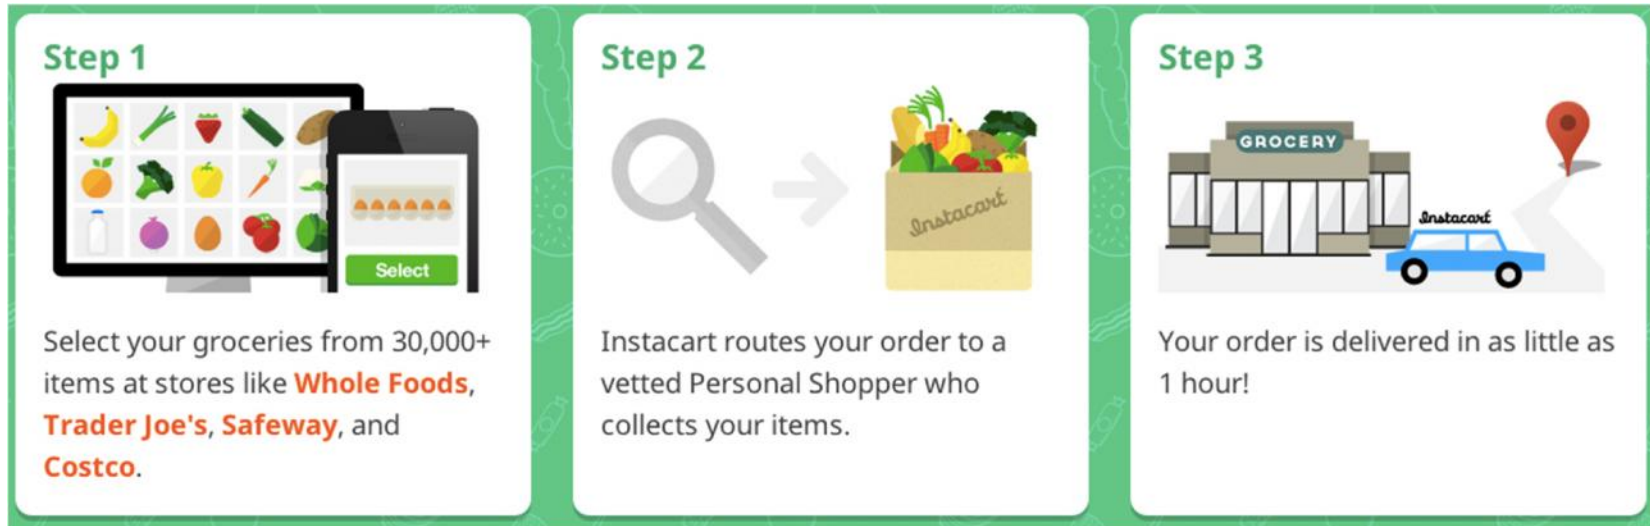 Step 1
Select
Select your groceries from 30,000+
items at stores like Whole Foods,
Trader Joe's, Safeway, and
Costco.
Step 2
Instacart
Instacart routes your order to a
vetted Personal Shopper who
collects your items.
Step 3
GROCERY
Instacart
Your order is delivered in as little as
1 hour!